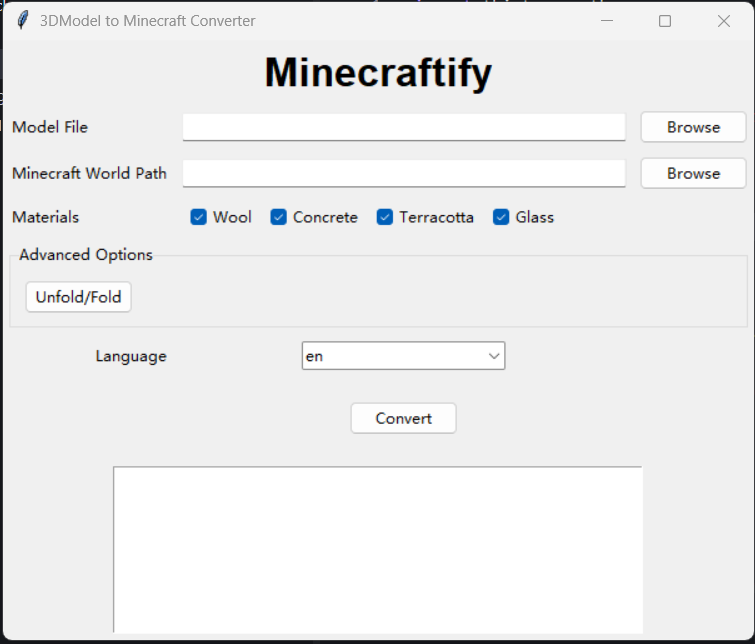 3DModel to Minecraft Converter
Minecraftify
Model File Browse
Minecraft World Path Browse
Materials Wool Concrete Terracotta Glass
Advanced Options
Unfold/Fold
Language en
Convert